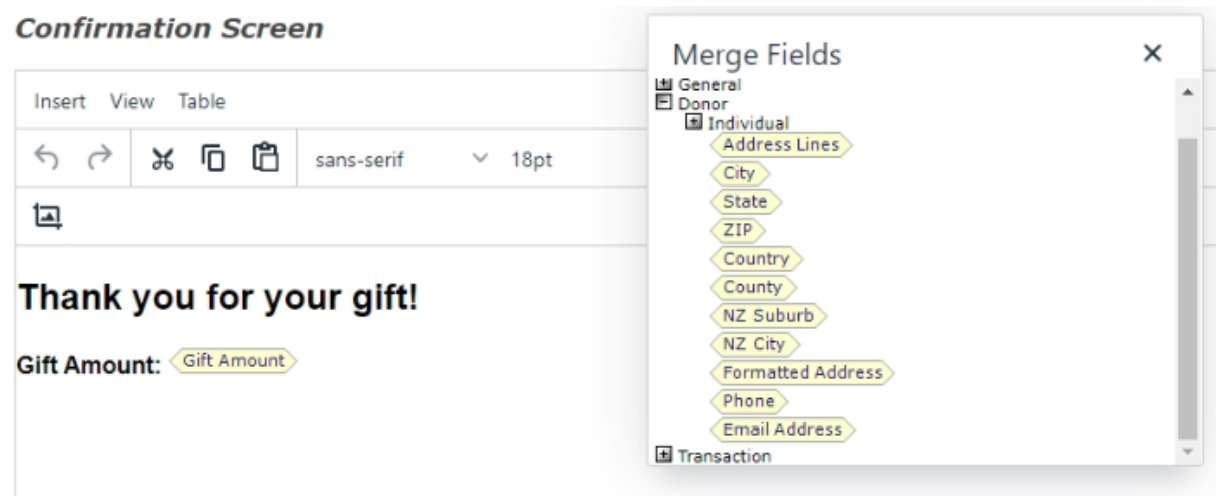 Confirmation Screen
Insert View Table
sans-serif 18pt
Thank you for your gift!
Gift Amount: Gift Amount
Merge Fields
General
Donor
Individual
Address Lines
City
State
ZIP
Country
County
NZ Suburb
NZ City
Formatted Address
Phone
Email Address
Transaction